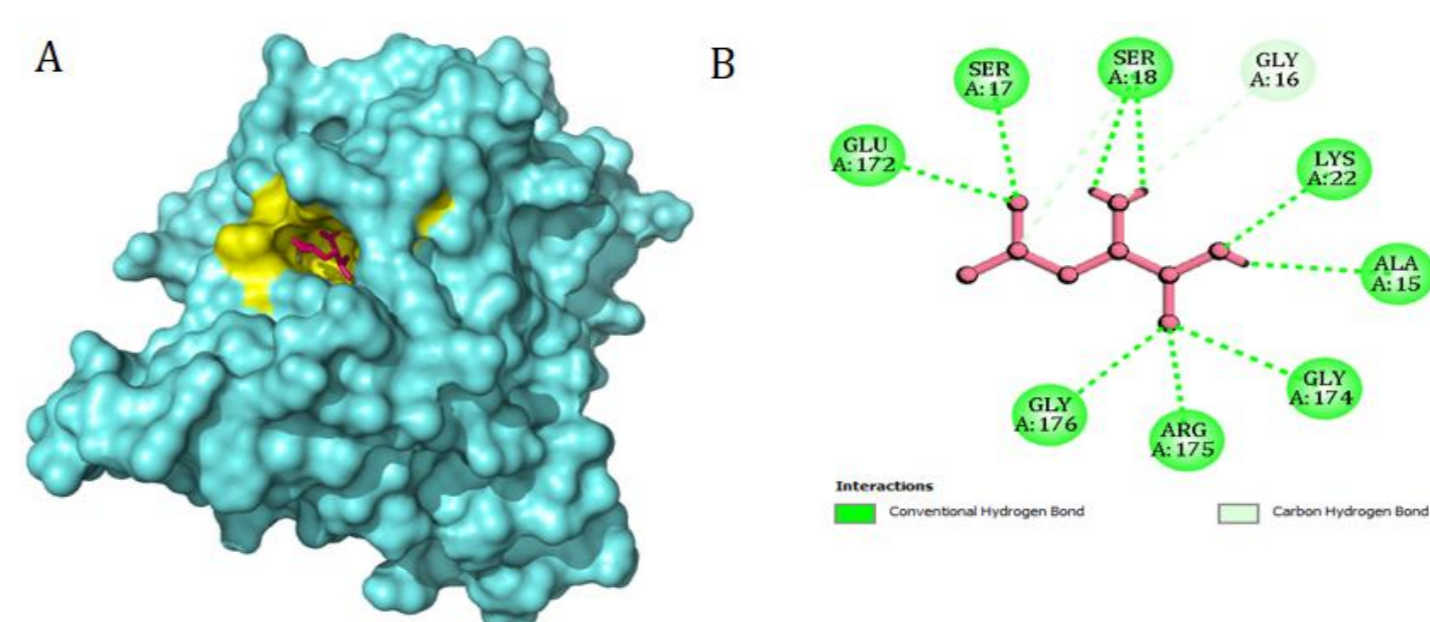 A
B
SER
A:17
SER
A:18
GLY
A:16
GLU
A:172
LYS
A:22
ALA
A:15
GLY
A:174
GLY
A:176
ARG
A:175
Interactions
Conventional Hydrogen Bond
Carbon Hydrogen Bond